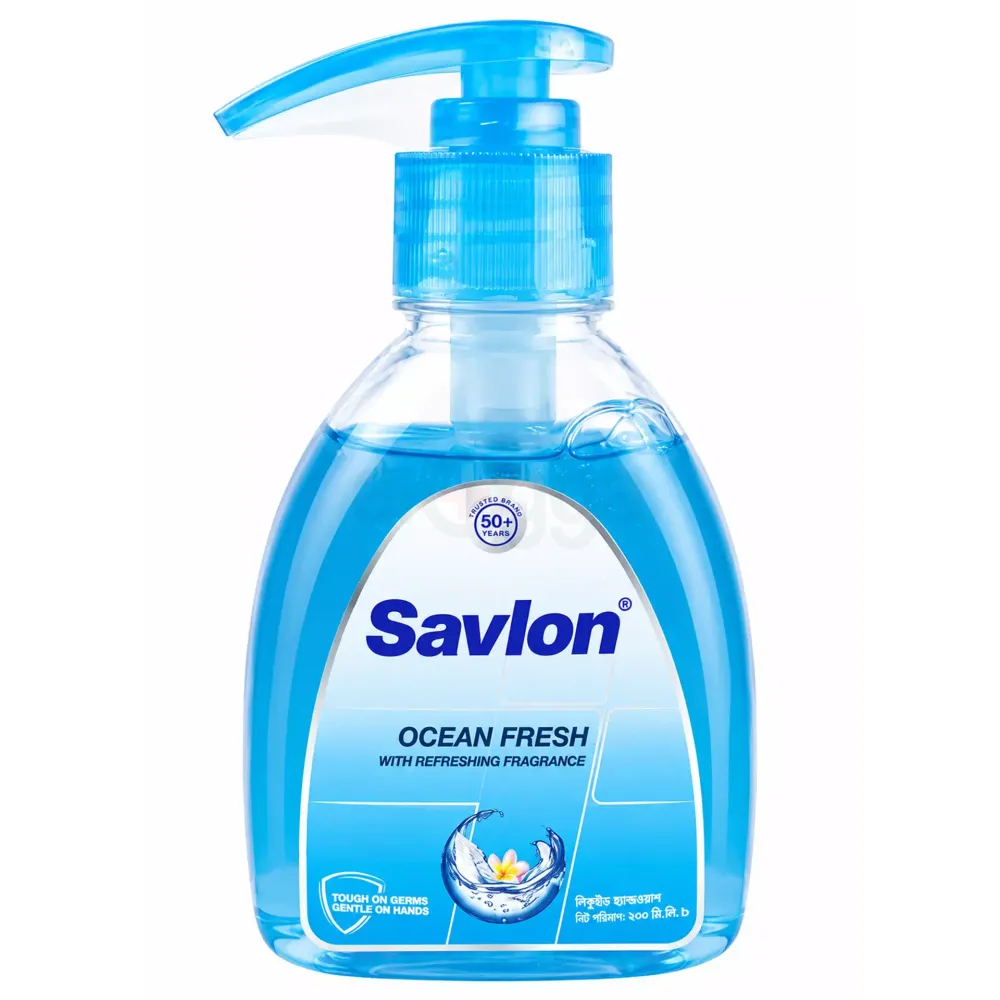 TRUSTED BRAND
50+
YEARS
Savlon®
OCEAN FRESH
WITH REFRESHING FRAGRANCE
TOUGH ON GERMS
GENTLE ON HANDS
লিকুইড হ্যান্ডওয়াশ
নিট পরিমাণ: ২০০ মি.লি. b